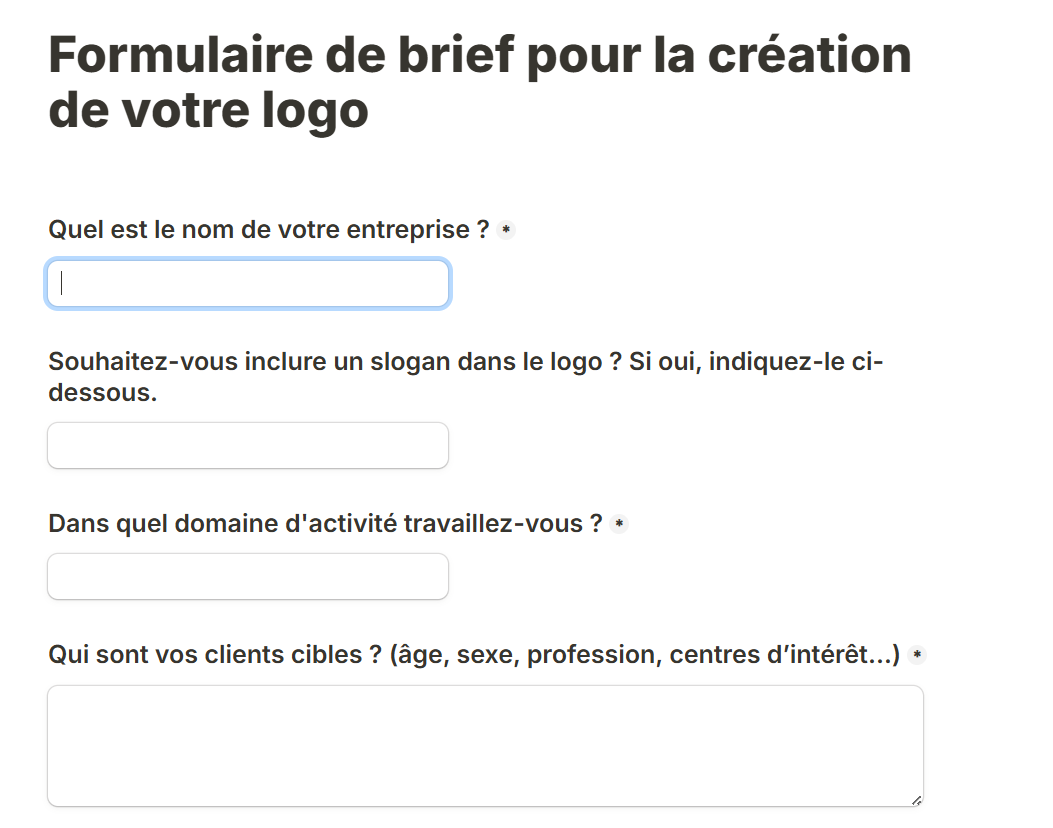 Formulaire de brief pour la création
de votre logo
Quel est le nom de votre entreprise ? *
Souhaitez-vous inclure un slogan dans le logo ? Si oui, indiquez-le ci-
dessous.
Dans quel domaine d'activité travaillez-vous ? *
Qui sont vos clients cibles ? (âge, sexe, profession, centres d’intérêt...) *